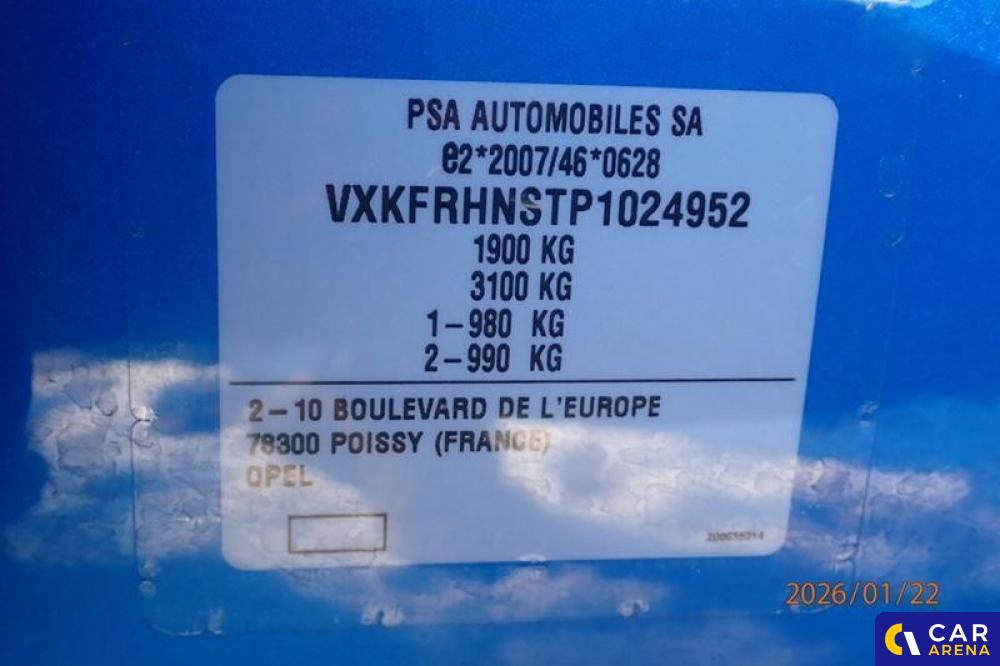 PSA AUTOMOBILES SA
e2*2007/46*0628
VXKFRHNSTP1024952
1900 KG
3100 KG
1-980 KG
2-990 KG
2-10 BOULEVARD DE L'EUROPE
78300 POISSY (FRANCE)
OPEL
2026/01/22
CAR
ARENA